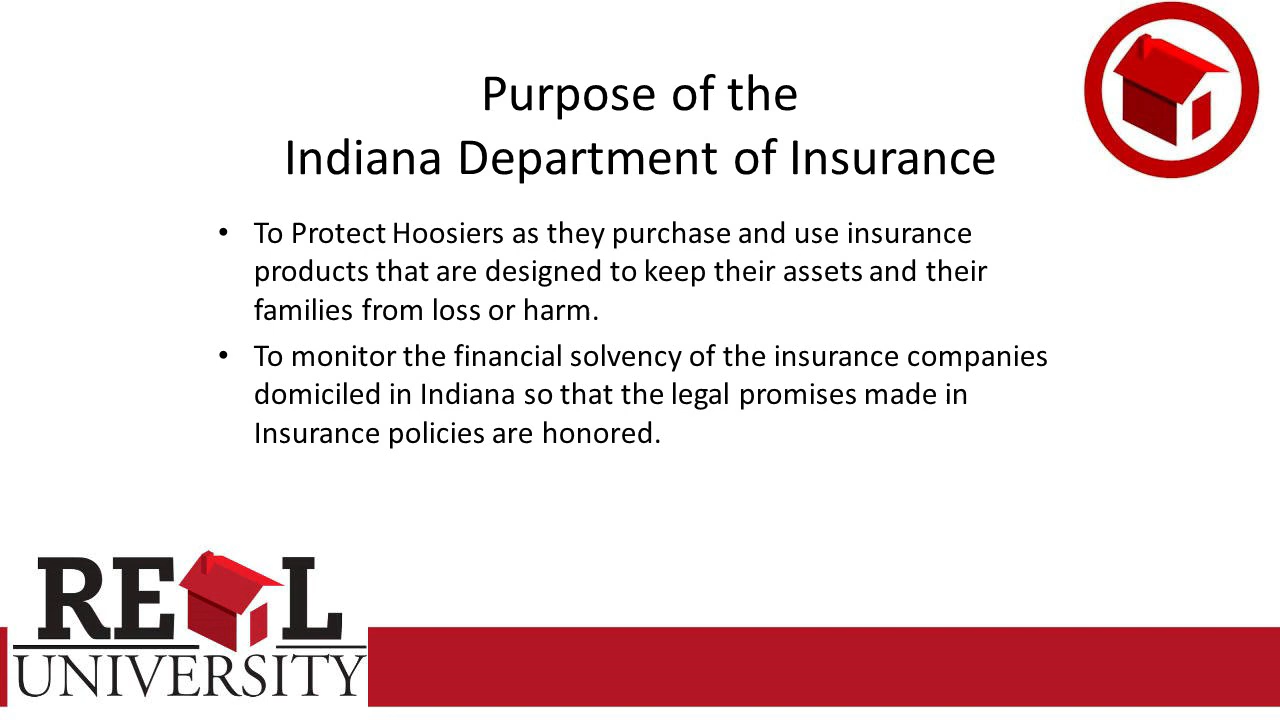 Purpose of the
Indiana Department of Insurance
• To Protect Hoosiers as they purchase and use insurance
products that are designed to keep their assets and their
families from loss or harm.
• To monitor the financial solvency of the insurance companies
domiciled in Indiana so that the legal promises made in
Insurance policies are honored.
REAL
UNIVERSITY